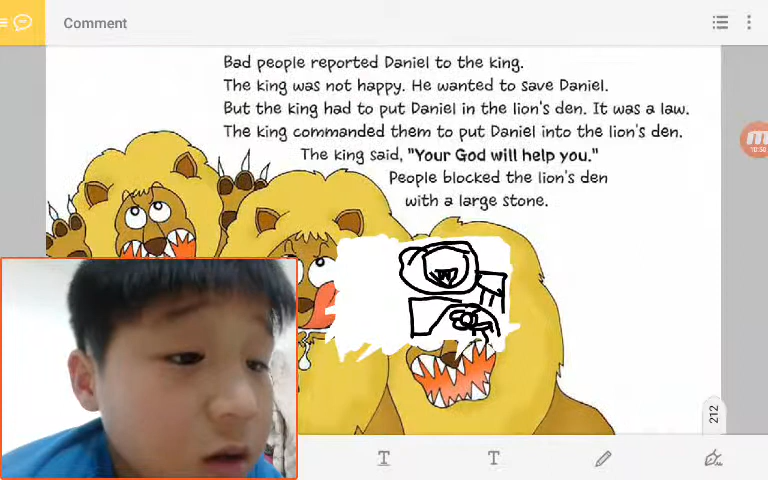 Comment
Bad people reported Daniel to the king.
The king was not happy. He wanted to save Daniel.
But the king had to put Daniel in the lion's den. It was a law.
The king commanded them to put Daniel into the lion's den.
The king said, "Your God will help you."
People blocked the lion's den
with a large stone.
10:50
212